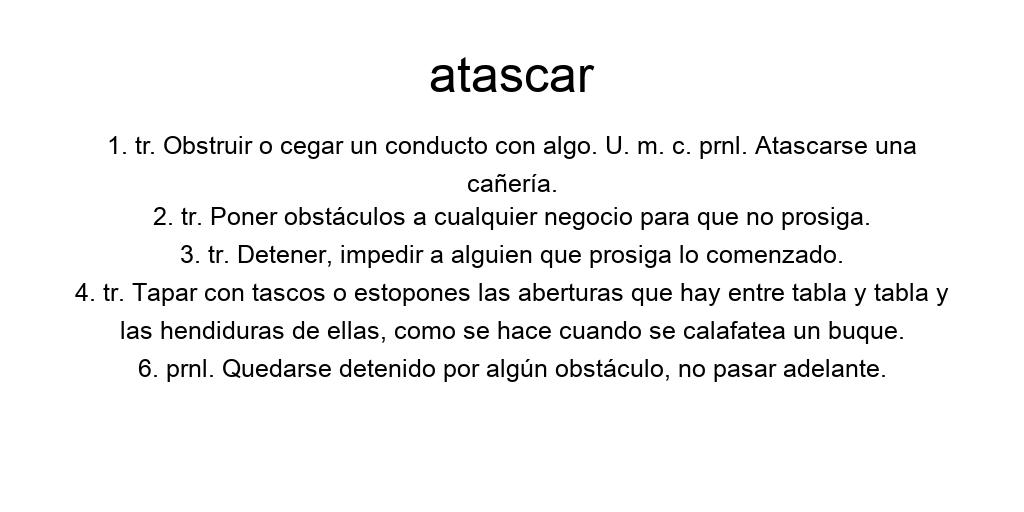 atascar
1. tr. Obstruir o cegar un conducto con algo. U. m. c. prnl. Atascarse una
cañería.
2. tr. Poner obstáculos a cualquier negocio para que no prosiga.
3. tr. Detener, impedir a alguien que prosiga lo comenzado.
4. tr. Tapar con tascos o estopones las aberturas que hay entre tabla y tabla y
las hendiduras de ellas, como se hace cuando se calafatea un buque.
6. prnl. Quedarse detenido por algún obstáculo, no pasar adelante.